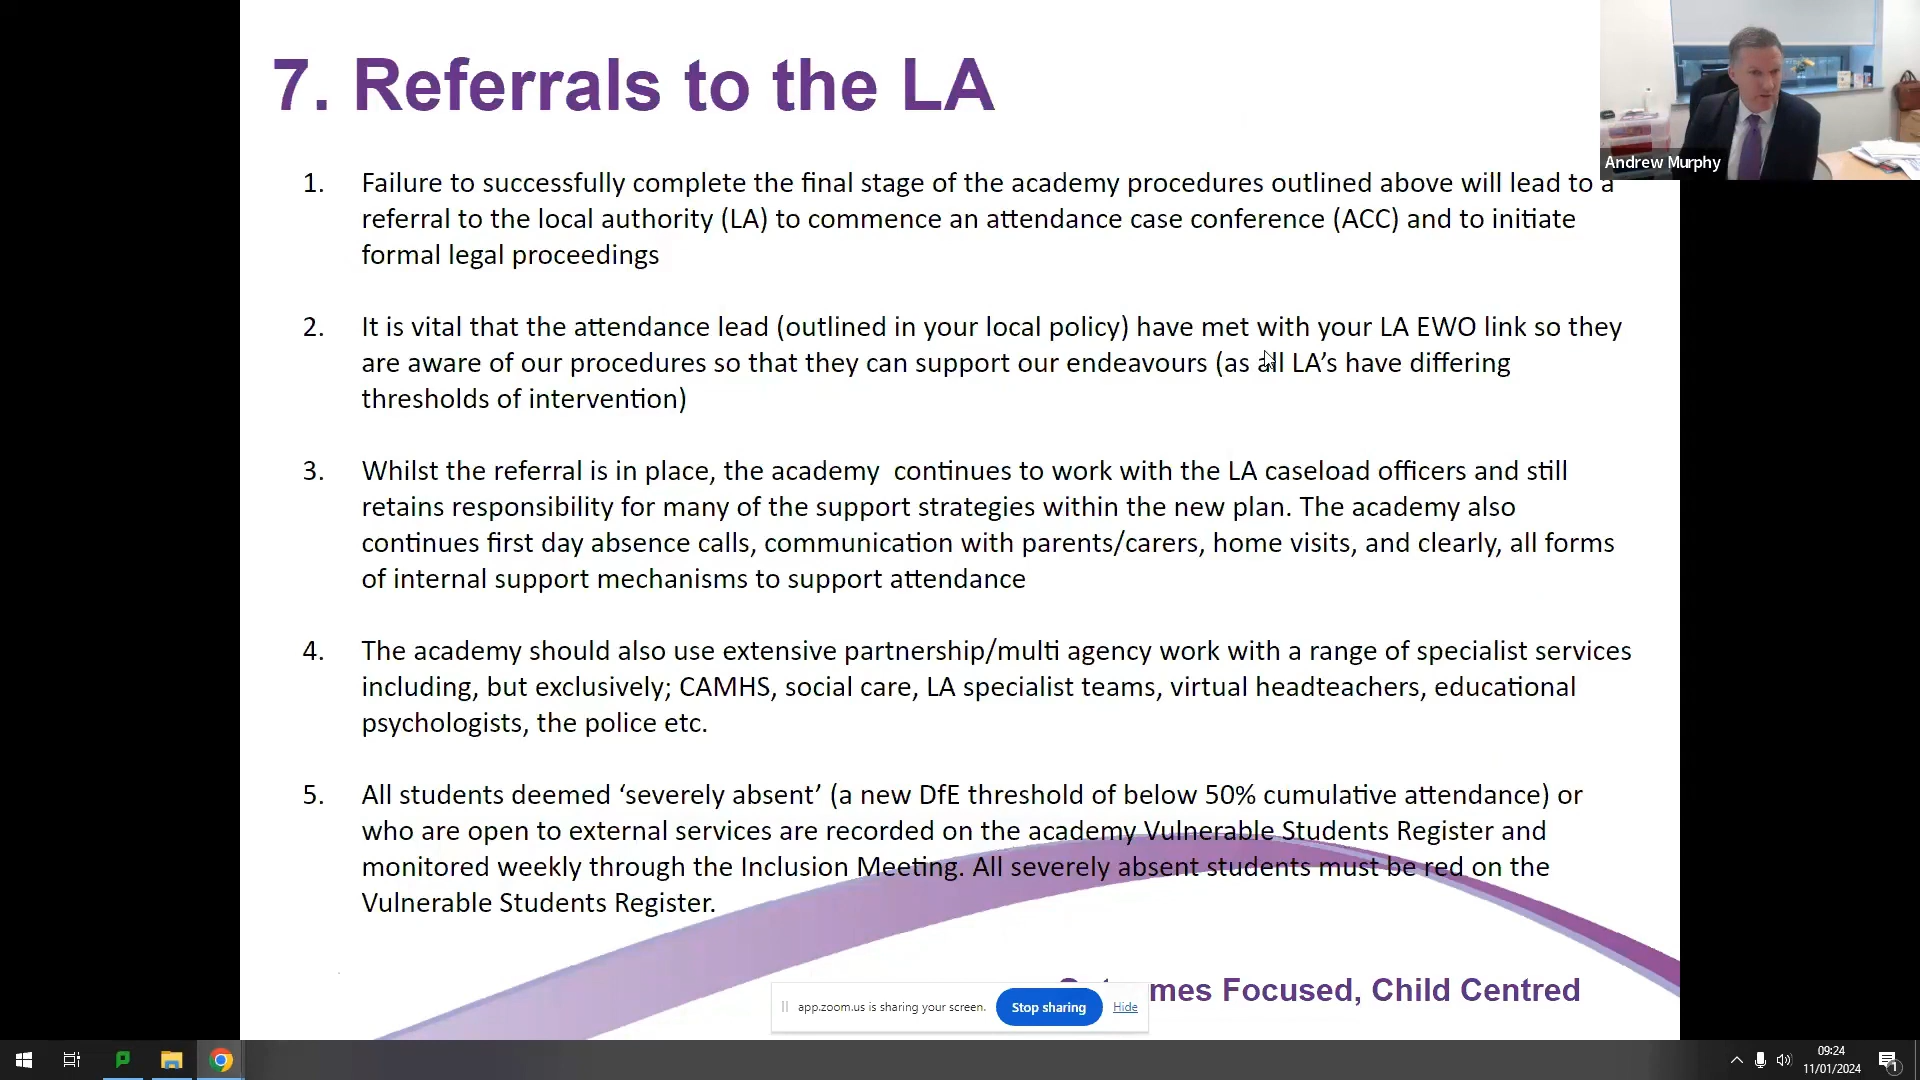 7. Referrals to the LA
Andrew Murphy
1. Failure to successfully complete the final stage of the academy procedures outlined above will lead to a
referral to the local authority (LA) to commence an attendance case conference (ACC) and to initiate
formal legal proceedings
2. It is vital that the attendance lead (outlined in your local policy) have met with your LA EWO link so they
are aware of our procedures so that they can support our endeavours (as all LA’s have differing
thresholds of intervention)
3. Whilst the referral is in place, the academy continues to work with the LA caseload officers and still
retains responsibility for many of the support strategies within the new plan. The academy also
continues first day absence calls, communication with parents/carers, home visits, and clearly, all forms
of internal support mechanisms to support attendance
4. The academy should also use extensive partnership/multi agency work with a range of specialist services
including, but exclusively; CAMHS, social care, LA specialist teams, virtual headteachers, educational
psychologists, the police etc.
5. All students deemed ‘severely absent’ (a new DfE threshold of below 50% cumulative attendance) or
who are open to external services are recorded on the academy Vulnerable Students Register and
monitored weekly through the Inclusion Meeting. All severely absent students must be red on the
Vulnerable Students Register.
Focused, Child Centred
app.zoom.us is sharing your screen. Stop sharing Hide
09:24
11/01/2024
1